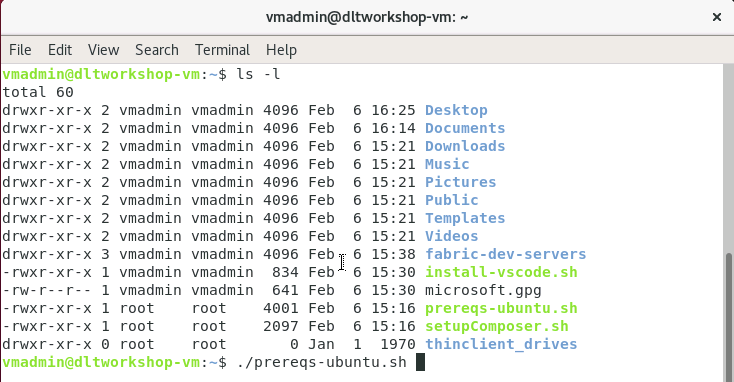 vmadmin@dltworkshop-vm: ~
File Edit View Search Terminal Help
vmadmin@dltworkshop-vm:~$ ls -l
total 60
drwxr-xr-x 2 vmadmin vmadmin 4096 Feb  6 16:25 Desktop
drwxr-xr-x 2 vmadmin vmadmin 4096 Feb  6 16:14 Documents
drwxr-xr-x 2 vmadmin vmadmin 4096 Feb  6 15:21 Downloads
drwxr-xr-x 2 vmadmin vmadmin 4096 Feb  6 15:21 Music
drwxr-xr-x 2 vmadmin vmadmin 4096 Feb  6 15:21 Pictures
drwxr-xr-x 2 vmadmin vmadmin 4096 Feb  6 15:21 Public
drwxr-xr-x 2 vmadmin vmadmin 4096 Feb  6 15:21 Templates
drwxr-xr-x 2 vmadmin vmadmin 4096 Feb  6 15:21 Videos
drwxr-xr-x 3 vmadmin vmadmin 4096 Feb  6 15:38 fabric-dev-servers
-rwxr-xr-x 1 vmadmin vmadmin  834 Feb  6 15:30 install-vscode.sh
-rw-r--r-- 1 vmadmin vmadmin  641 Feb  6 15:30 microsoft.gpg
-rwxr-xr-x 1 root    root    4001 Feb  6 15:16 prereqs-ubuntu.sh
-rwxr-xr-x 1 root    root    2097 Feb  6 15:16 setupComposer.sh
drwxr-xr-x 0 root    root       0 Jan  1  1970 thinclient_drives
vmadmin@dltworkshop-vm:~$ ./prereqs-ubuntu.sh